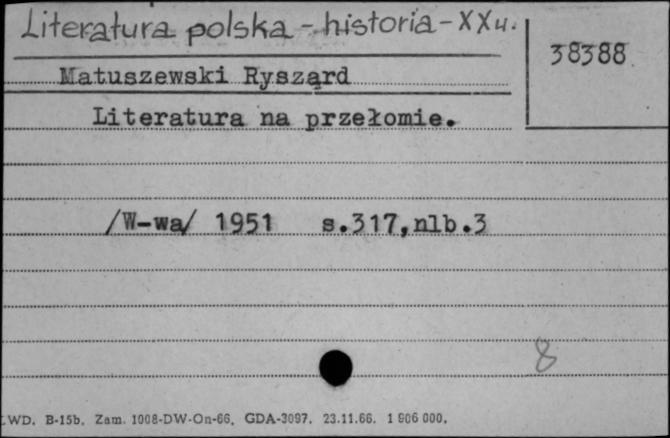 Literatura polska - historia - XXw.
38388
Matuszewski Ryszard
Literatura na przełomie.
/W-wa/ 1951 s.317,nlb.3
8
WD. B-15b. Zam. 1008-DW-On-66. GDA-3097. 23.11.66. 1 906 000.